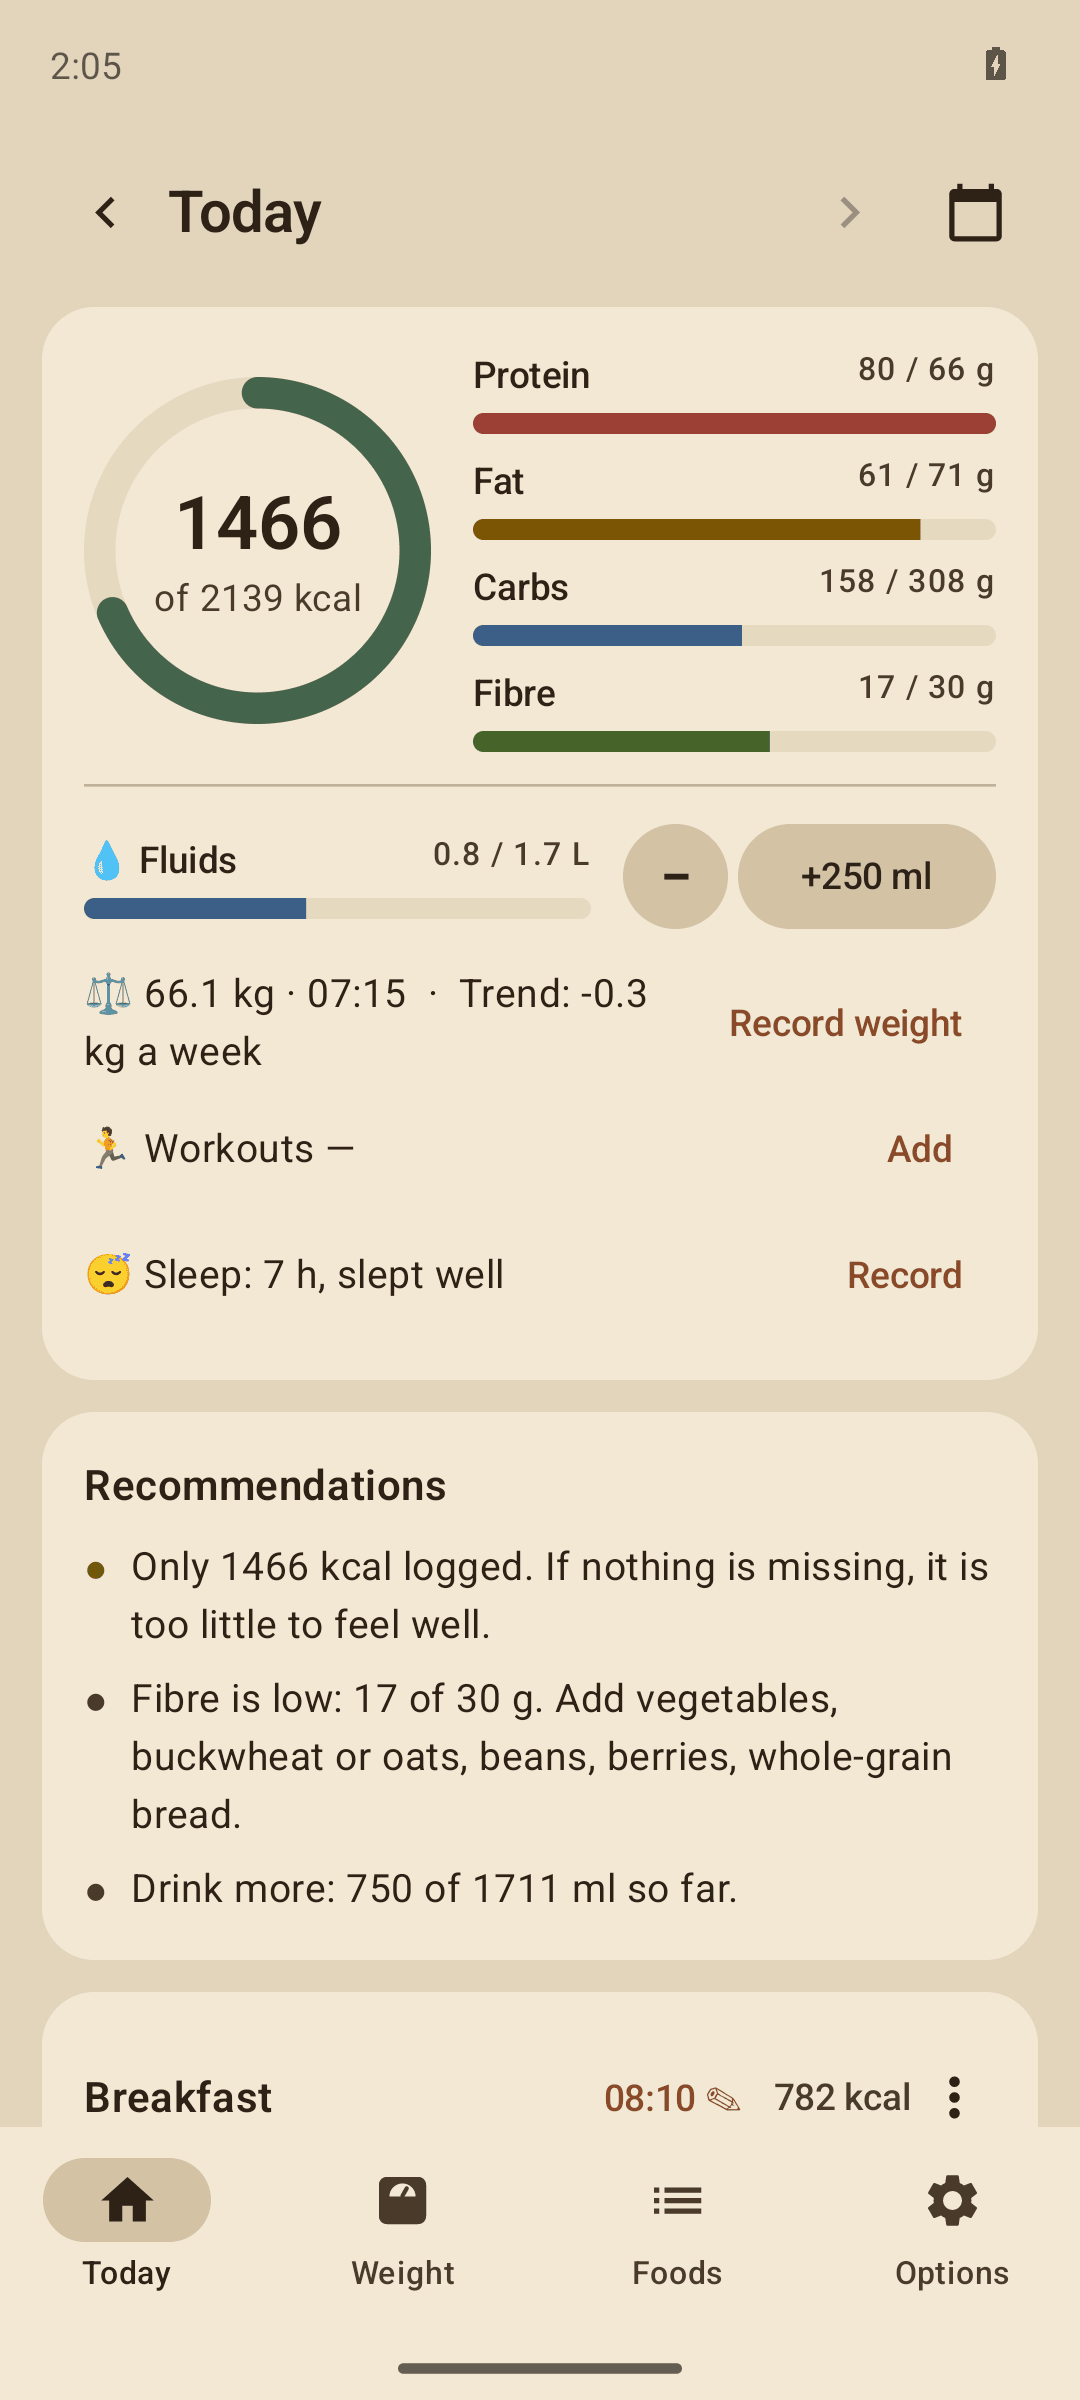 2:05
Today
1466
of 2139 kcal
Protein 80 / 66 g
Fat 61 / 71 g
Carbs 158 / 308 g
Fibre 17 / 30 g
💧 Fluids 0.8 / 1.7 L − +250 ml
⚖️ 66.1 kg · 07:15 · Trend: -0.3
kg a week
Record weight
🏃 Workouts — Add
😴 Sleep: 7 h, slept well Record
Recommendations
● Only 1466 kcal logged. If nothing is missing, it is
too little to feel well.
● Fibre is low: 17 of 30 g. Add vegetables,
buckwheat or oats, beans, berries, whole-grain
bread.
● Drink more: 750 of 1711 ml so far.
Breakfast 08:10 ✎ 782 kcal
Today Weight Foods Options